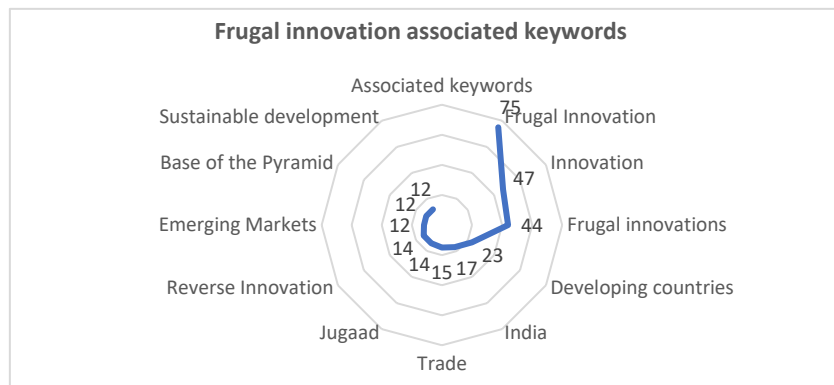 Frugal innovation associated keywords
Associated keywords
75
Sustainable development
Frugal Innovation
Base of the Pyramid
Innovation
47
12
12
Emerging Markets
12
44
Frugal innovations
14
23
14
15
17
Reverse Innovation
Developing countries
Jugaad
India
Trade